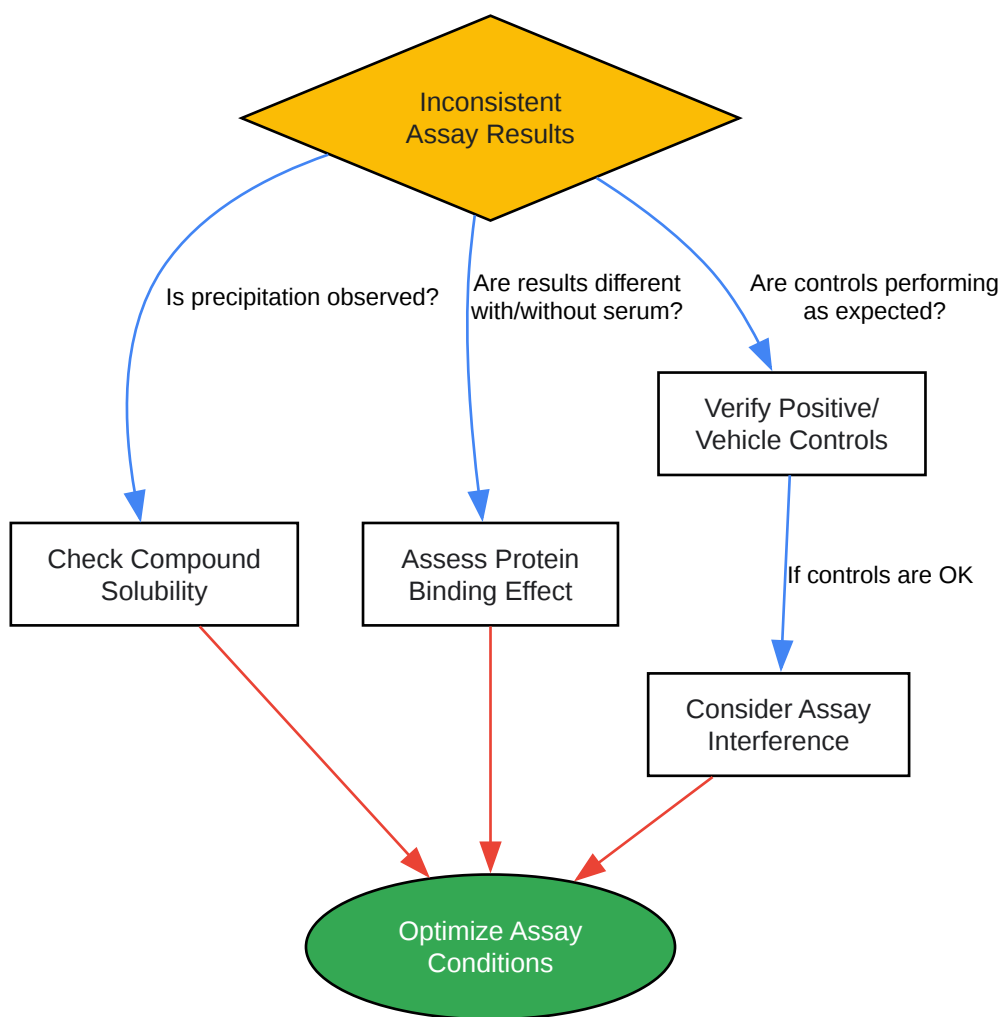 Inconsistent
Assay Results
Is precipitation observed?
Are results different
with/without serum?
Are controls performing
as expected?
Verify Positive/
Vehicle Controls
Check Compound
Solubility
Assess Protein
Binding Effect
If controls are OK
Consider Assay
Interference
Optimize Assay
Conditions